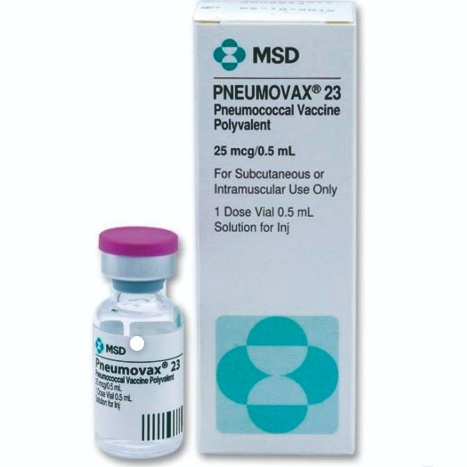 MSD
PNEUMOVAX® 23
Pneumococcal Vaccine
Polyvalent
25 mcg/0.5 mL
For Subcutaneous or
Intramuscular Use Only
1 Dose Vial 0.5 mL
Solution for Inj
MSD
Pneumovax® 23
Pneumococcal Vaccine Polyvalent
25 mcg/0.5 mL
1 Dose Vial 0.5 mL
Solution for Inj